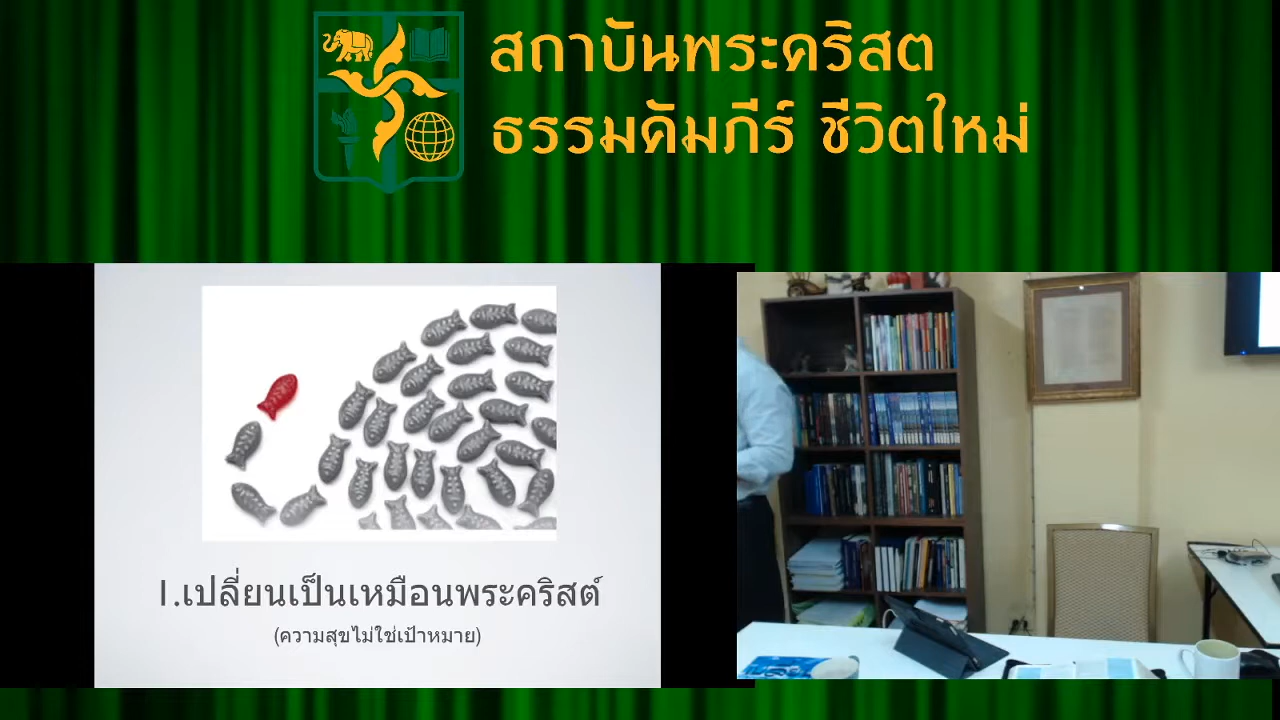 สถาบันพระคริสต
ธรรมคัมภีร์ ชีวิตใหม่
1.เปลี่ยนเป็นเหมือนพระคริสต์
(ความสุขไม่ใช่เป้าหมาย)